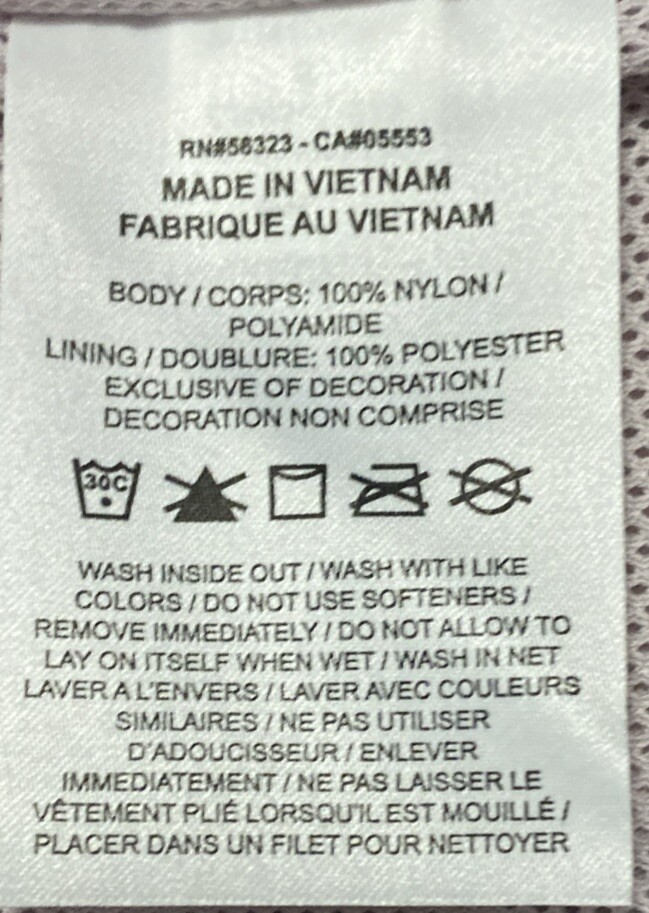 RN#56323 - CA#05553
MADE IN VIETNAM
FABRIQUE AU VIETNAM
BODY / CORPS: 100% NYLON /
POLYAMIDE
LINING / DOUBLURE: 100% POLYESTER
EXCLUSIVE OF DECORATION /
DECORATION NON COMPRISE
30C
WASH INSIDE OUT / WASH WITH LIKE
COLORS / DO NOT USE SOFTENERS /
REMOVE IMMEDIATELY / DO NOT ALLOW TO
LAY ON ITSELF WHEN WET / WASH IN NET
LAVER A L'ENVERS / LAVER AVEC COULEURS
SIMILAIRES / NE PAS UTILISER
D'ADOUCISSEUR / ENLEVER
IMMEDIATEMENT / NE PAS LAISSER LE
VÊTEMENT PLIÉ LORSQU'IL EST MOUILLÉ /
PLACER DANS UN FILET POUR NETTOYER